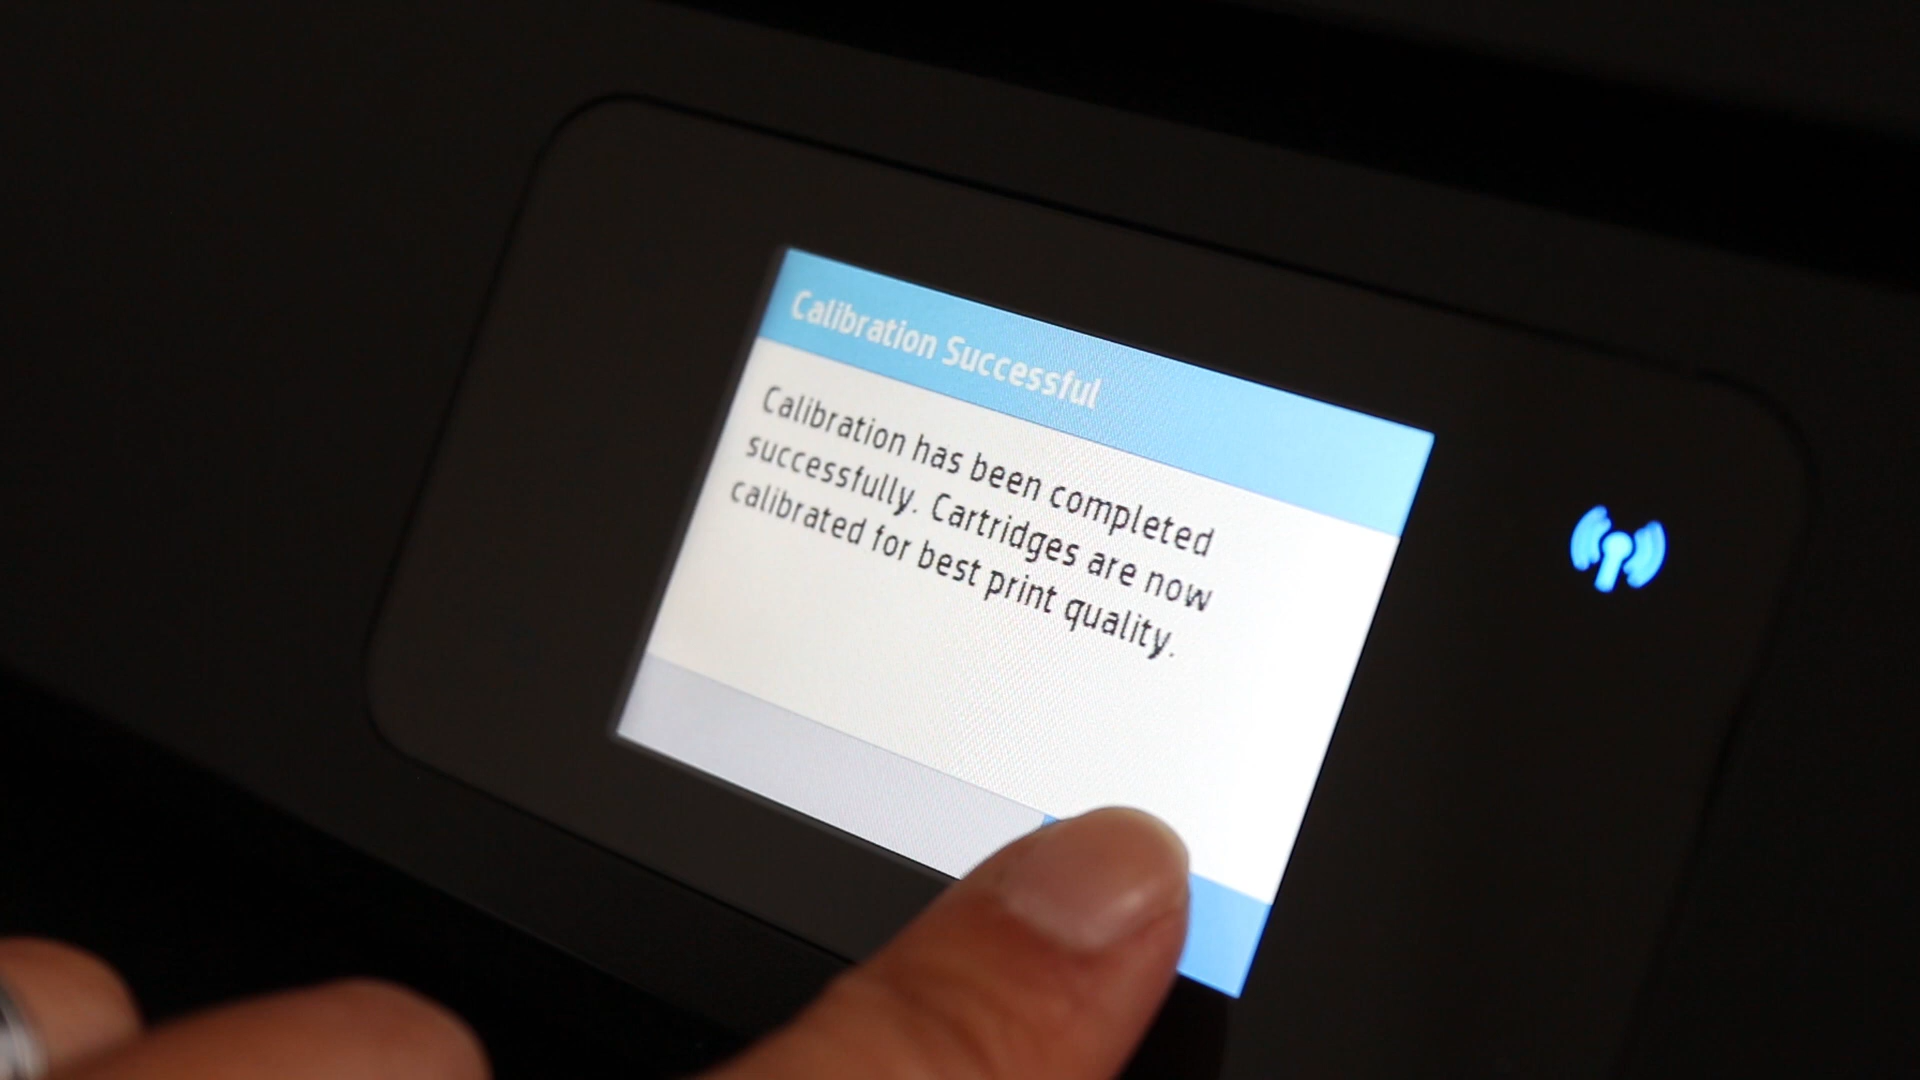 Calibration Successful
Calibration has been completed
successfully. Cartridges are now
calibrated for best print quality.